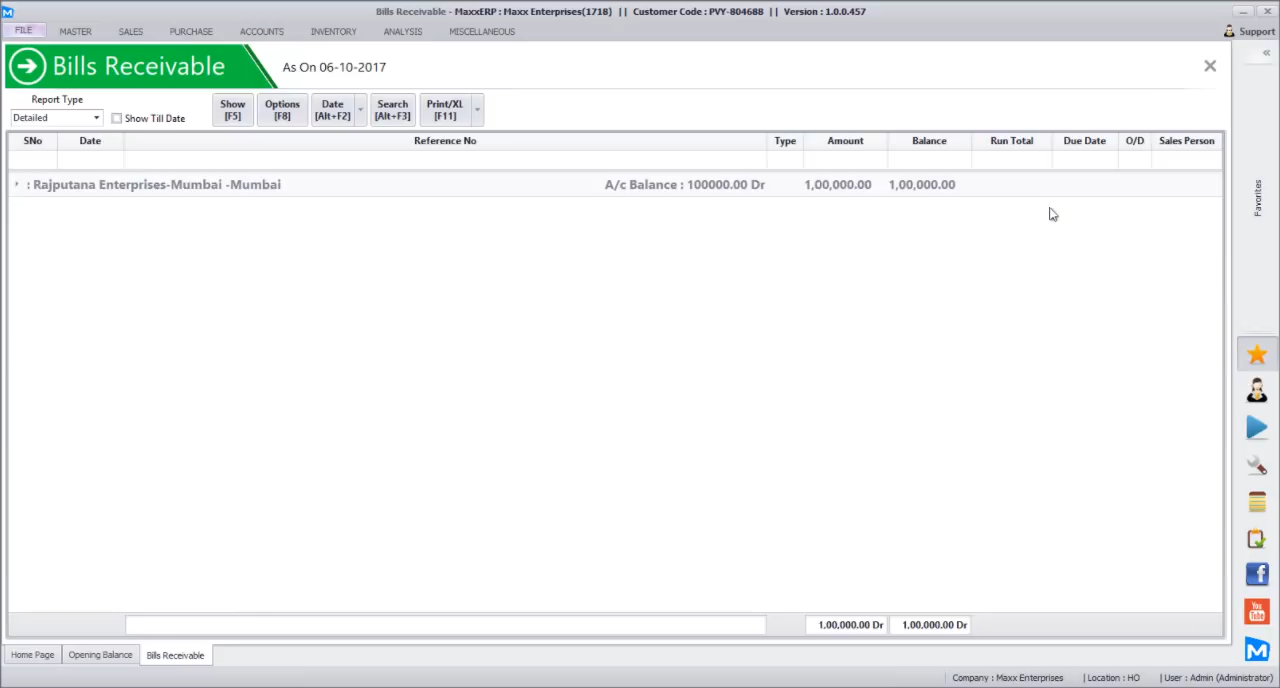 Bills Receivable - MaxxERP : Maxx Enterprises(1718) || Customer Code : PVY-804688 || Version : 1.0.0.457
FILE MASTER SALES PURCHASE ACCOUNTS INVENTORY ANALYSIS MISCELLANEOUS Support
Bills Receivable As On 06-10-2017
Report Type
Detailed Show Till Date
Show [F5]
Options [F8]
Date [Alt+F2]
Search [Alt+F3]
Print/XL [F11]
SNo Date Reference No Type Amount Balance Run Total Due Date O/D Sales Person
: Rajputana Enterprises-Mumbai -Mumbai A/c Balance : 100000.00 Dr 1,00,000.00 1,00,000.00
Favorites
You
Tube
1,00,000.00 Dr 1,00,000.00 Dr
Home Page Opening Balance Bills Receivable
Company : Maxx Enterprises | Location : HO | User : Admin (Administrator)